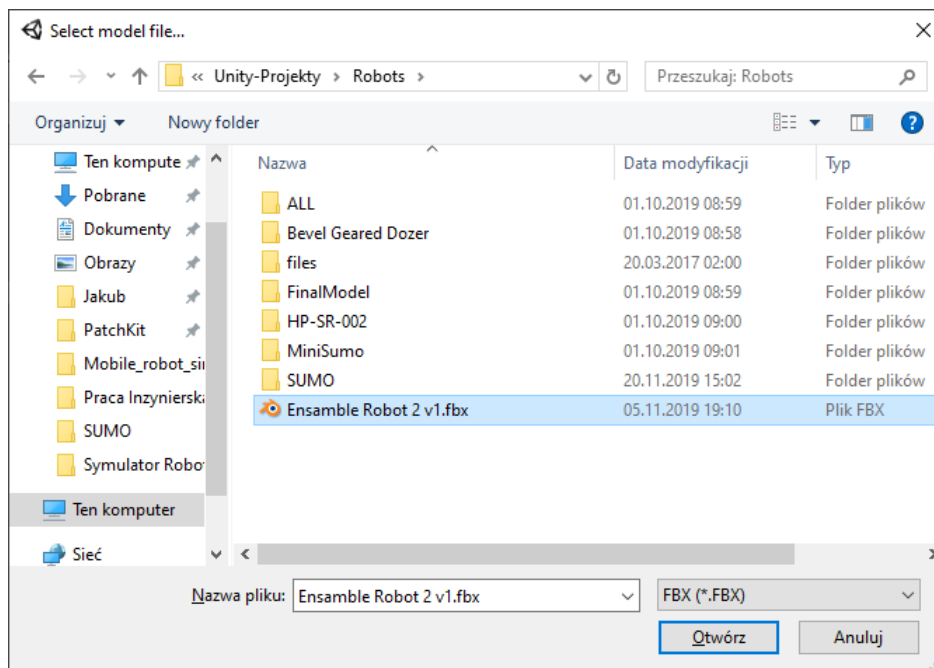 Select model file...
« Unity-Projekty > Robots >
Przeszukaj: Robots
Organizuj
Nowy folder
Ten kompute
Pobrane
Dokumenty
Obrazy
Jakub
PatchKit
Mobile_robot_si
Praca Inzyniersk
SUMO
Symulator Robo
Ten komputer
Sieć
Nazwa Data modyfikacji Typ
ALL 01.10.2019 08:59 Folder plików
Bevel Geared Dozer 01.10.2019 08:58 Folder plików
files 20.03.2017 02:00 Folder plików
FinalModel 01.10.2019 08:59 Folder plików
HP-SR-002 01.10.2019 09:00 Folder plików
MiniSumo 01.10.2019 09:01 Folder plików
SUMO 20.11.2019 15:02 Folder plików
Ensamble Robot 2 v1.fbx 05.11.2019 19:10 Plik FBX
Nazwa pliku: Ensamble Robot 2 v1.fbx
FBX (*.FBX)
Otwórz
Anuluj